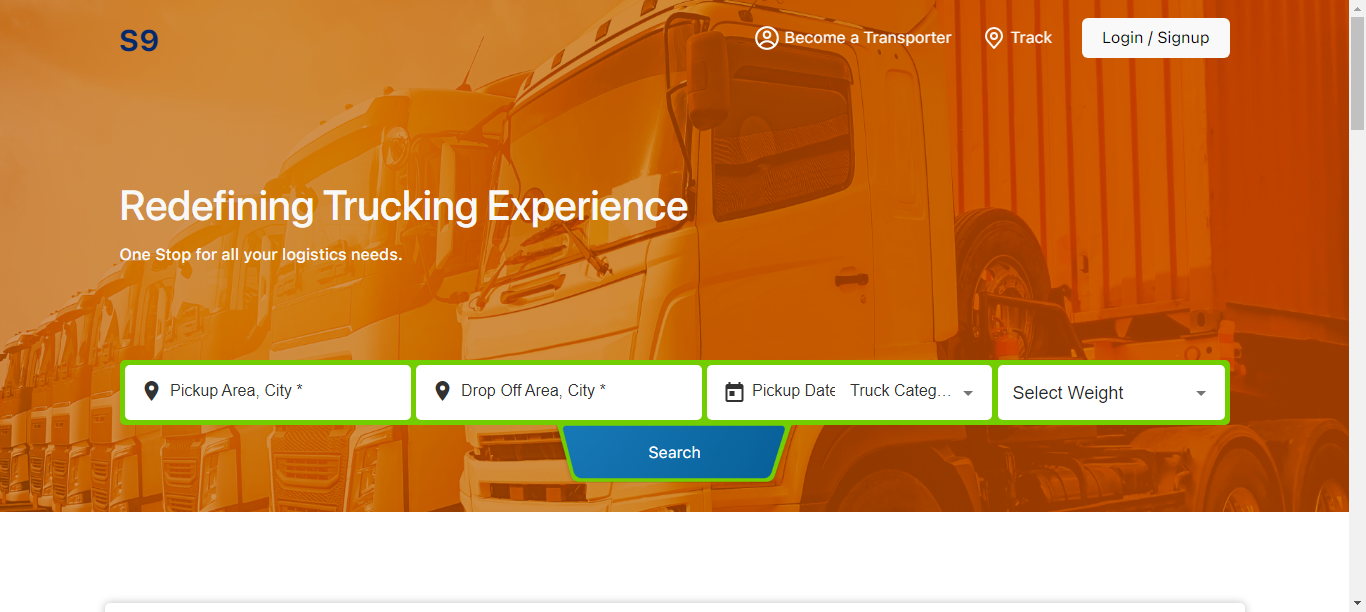 S9
Become a Transporter
Track
Login / Signup
Redefining Trucking Experience
One Stop for all your logistics needs.
Pickup Area, City *
Drop Off Area, City *
Pickup Date
Truck Categ...
Select Weight
Search